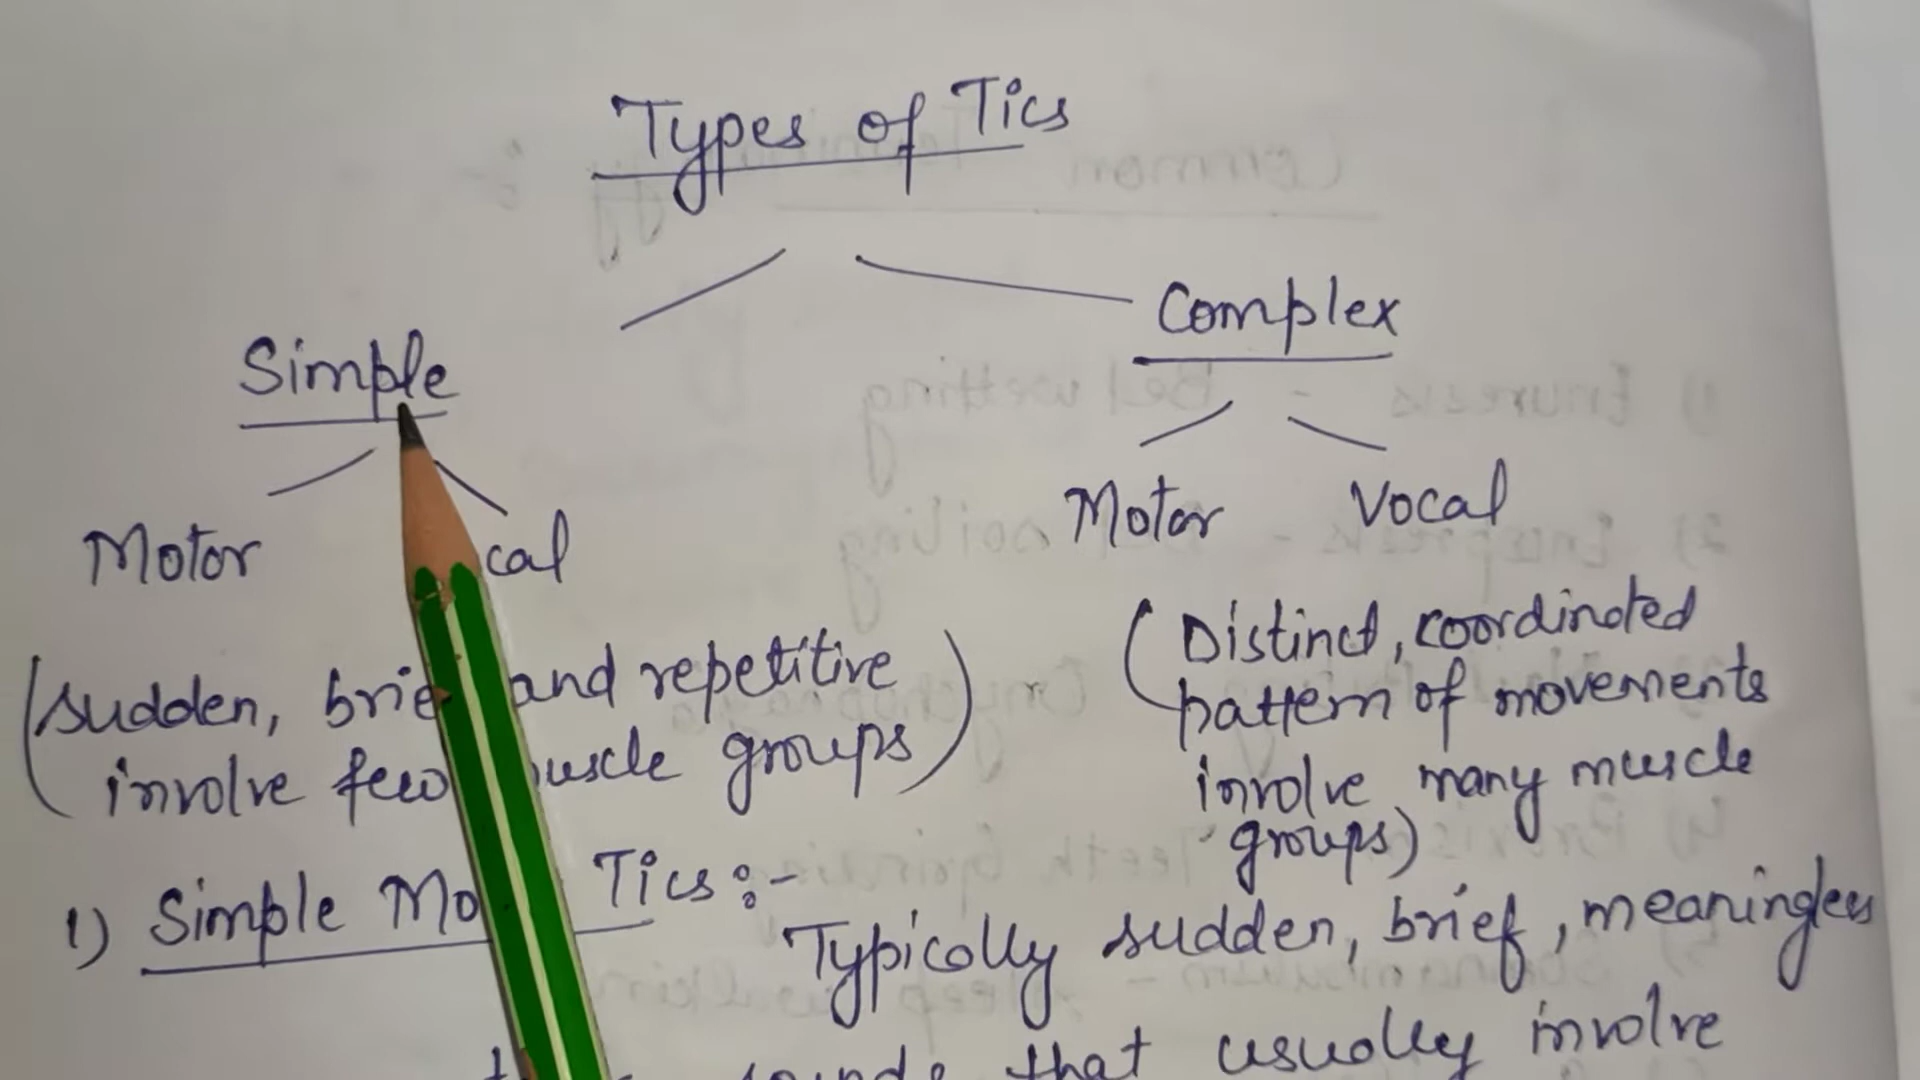 Types of Tics
Simple
Complex
Motor cal
Motor Vocal
(sudden, brie and repetitive
involve few uscle groups)
(Distinct, coordinated
pattern of movements
involve many muscle
groups)
1) Simple Mo Tics :-
Typically sudden, brief, meaningless
that usually involve